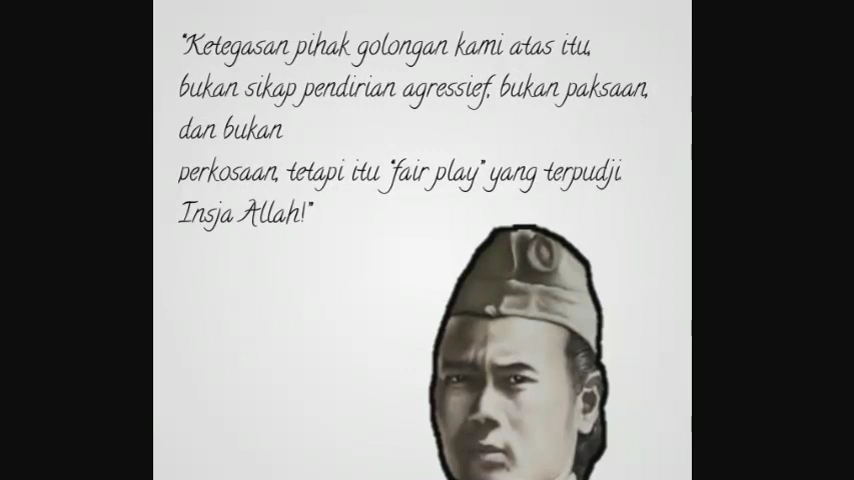 "Ketegasan pihak golongan kami atas itu,
bukan sikap pendirian agressief, bukan paksaan,
dan bukan
perkosaan, tetapi itu "fair play" yang terpudji
Insja Allah!"